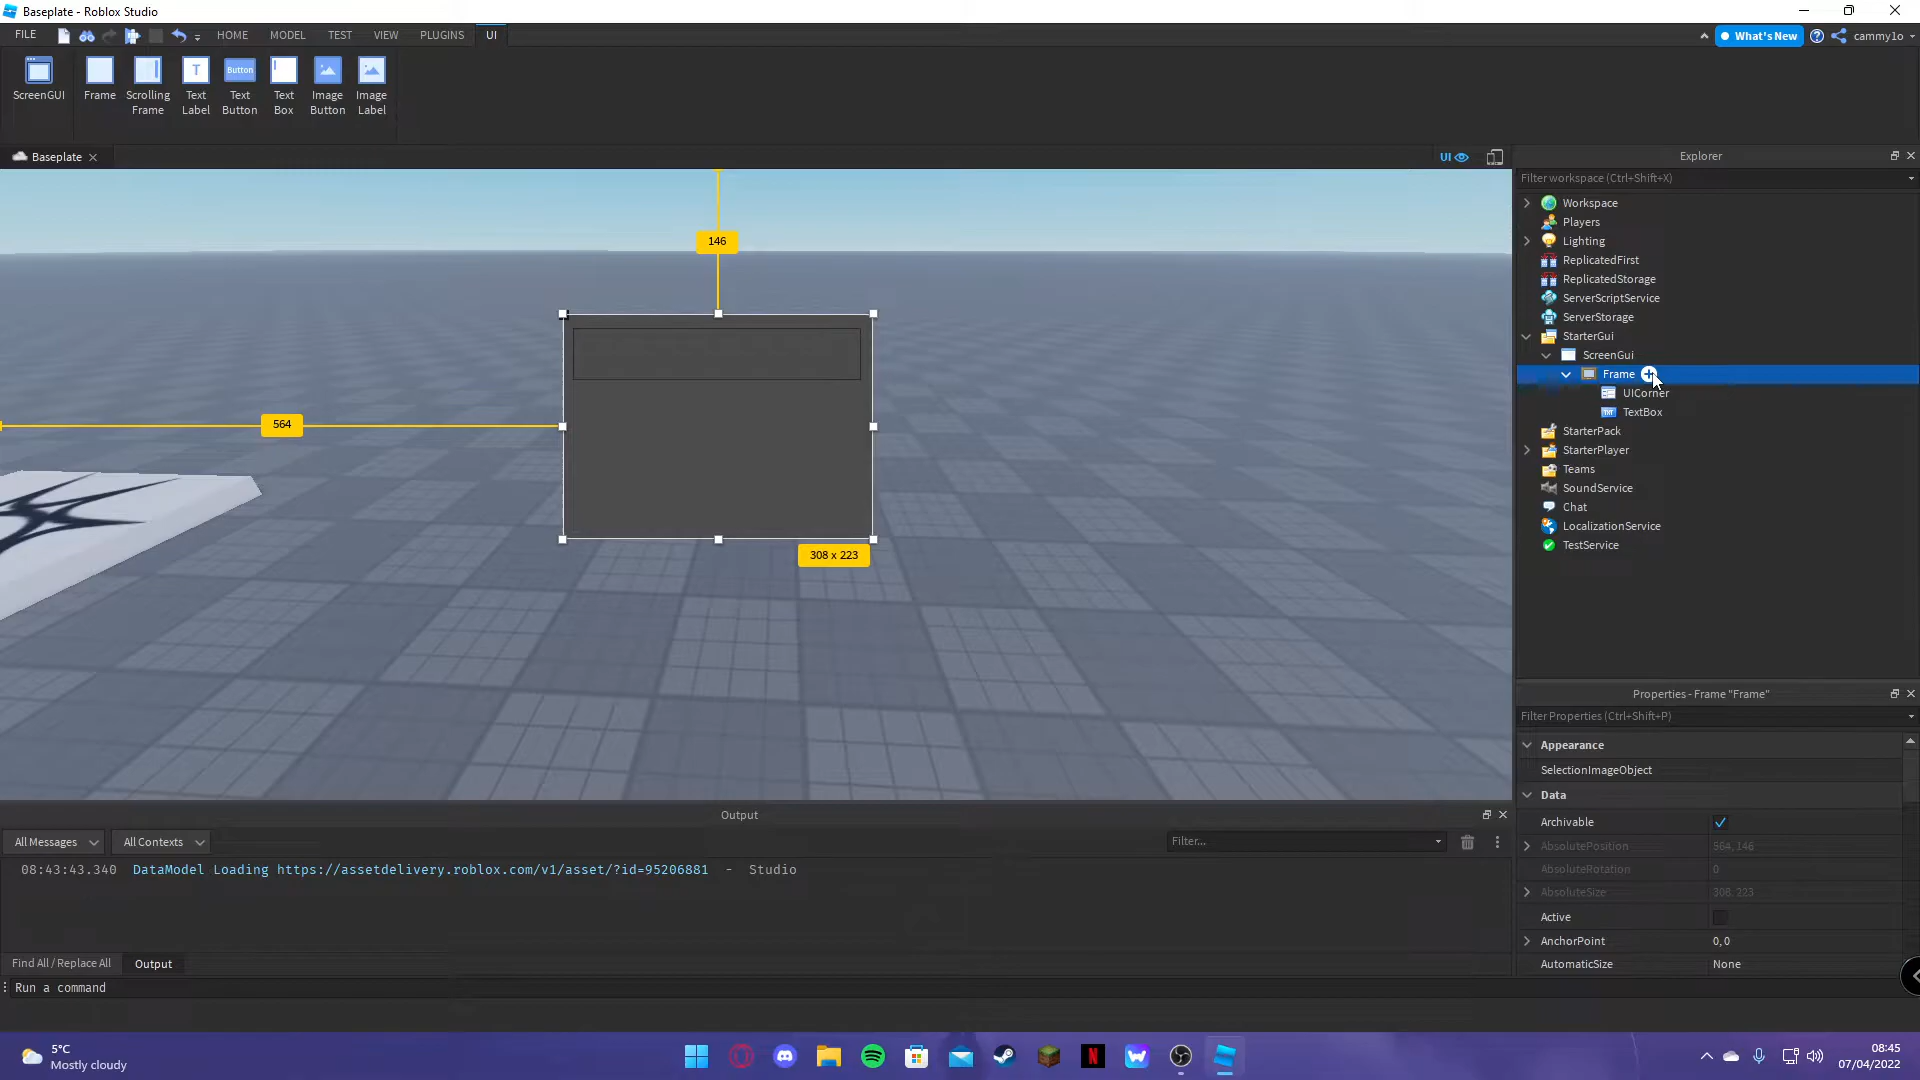 Baseplate - Roblox Studio
FILE
HOME
MODEL
TEST
VIEW
PLUGINS
UI
What's New
cammy1o
ScreenGUI
Frame
Scrolling
Frame
T
Text
Label
Button
Text
Button
Text
Box
Image
Button
Image
Label
Baseplate
UI
Explorer
Filter workspace (Ctrl+Shift+X)
Workspace
Players
Lighting
ReplicatedFirst
ReplicatedStorage
ServerScriptService
ServerStorage
StarterGui
ScreenGui
Frame
UICorner
TextBox
StarterPack
StarterPlayer
Teams
SoundService
Chat
LocalizationService
TestService
146
564
308 x 223
Properties - Frame "Frame"
Filter Properties (Ctrl+Shift+P)
Appearance
SelectionImageObject
Data
Archivable
AbsolutePosition 564, 146
AbsoluteRotation 0
AbsoluteSize 308, 223
Active
AnchorPoint 0, 0
AutomaticSize None
Output
All Messages
All Contexts
Filter...
08:43:43.340 DataModel Loading https://assetdelivery.roblox.com/v1/asset/?id=95206881 - Studio
Find All / Replace All
Output
Run a command
5°C
Mostly cloudy
N
08:45
07/04/2022